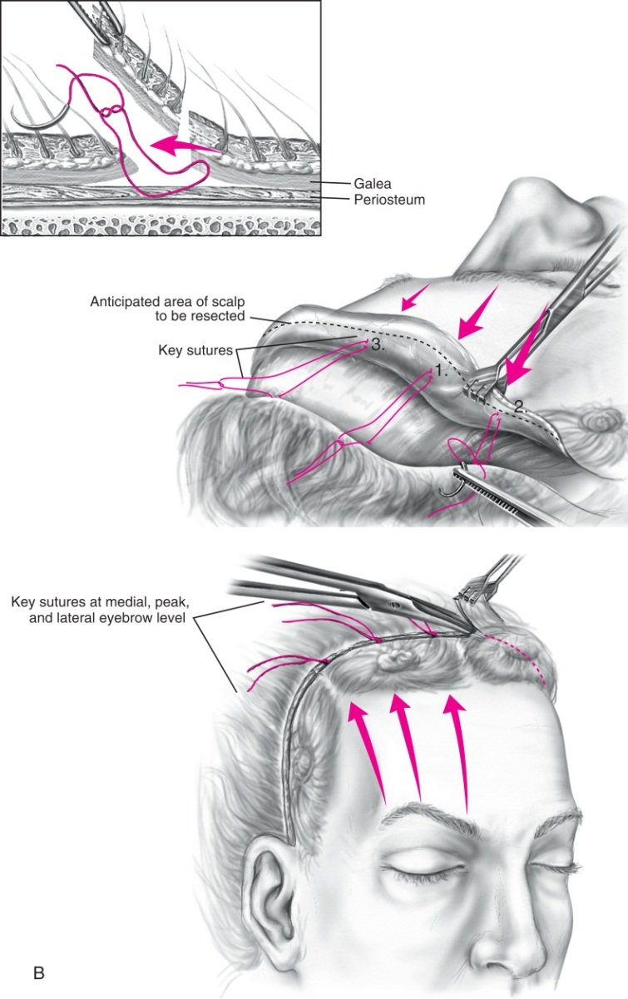 Galea
Periosteum
Anticipated area of scalp
to be resected
Key sutures
3.
1.
2.
Key sutures at medial, peak,
and lateral eyebrow level
B